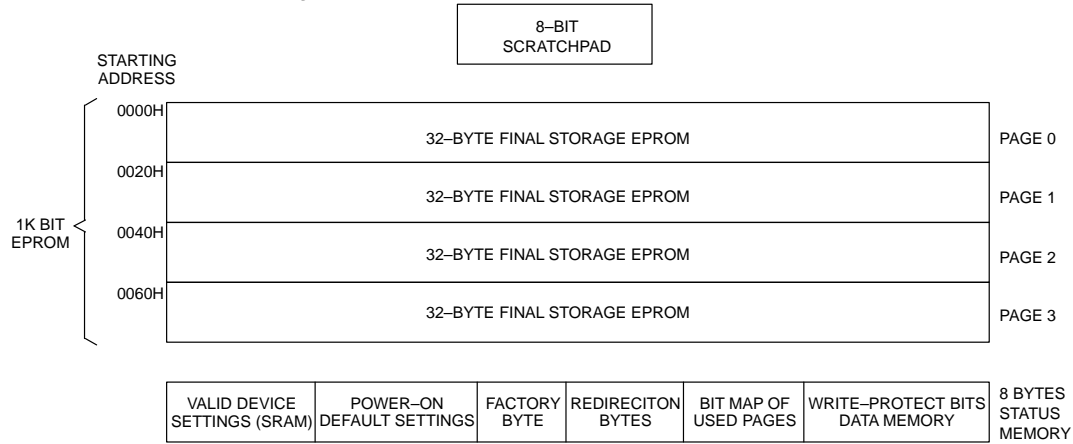 8–BIT
SCRATCHPAD
STARTING
ADDRESS
0000H
32–BYTE FINAL STORAGE EPROM
PAGE 0
0020H
32–BYTE FINAL STORAGE EPROM
PAGE 1
1K BIT
EPROM
0040H
32–BYTE FINAL STORAGE EPROM
PAGE 2
0060H
32–BYTE FINAL STORAGE EPROM
PAGE 3
VALID DEVICE
SETTINGS (SRAM)
POWER–ON
DEFAULT SETTINGS
FACTORY
BYTE
REDIRECITON
BYTES
BIT MAP OF
USED PAGES
WRITE–PROTECT BITS
DATA MEMORY
8 BYTES
STATUS
MEMORY